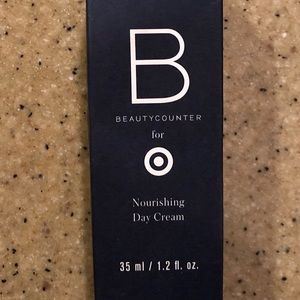 B
BEAUTYCOUNTER
for
Nourishing
Day Cream
35 ml / 1.2 fl. oz.